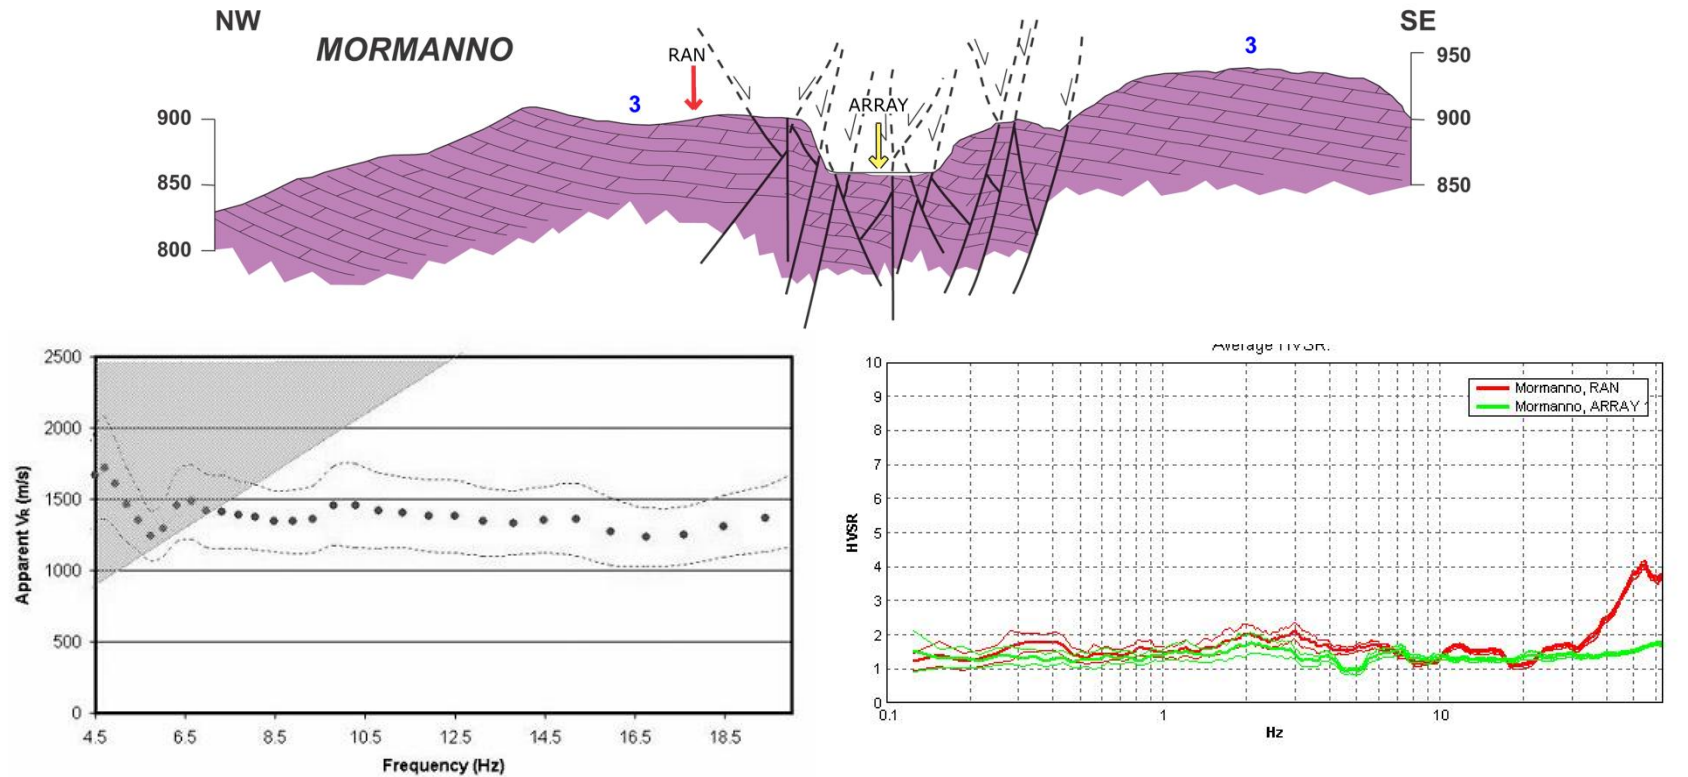 NW
SE
MORMANNO
RAN
3
3
ARRAY
900
850
800
950
900
850
2500
2000
1500
1000
500
0
Apparent VR (m/s)
4.5 6.5 8.5 10.5 12.5 14.5 16.5 18.5
Frequency (Hz)
Average HVSR.
10
9
8
7
6
5
4
3
2
1
0
HVSR
Mormanno, RAN
Mormanno, ARRAY
0.1 1 10
Hz